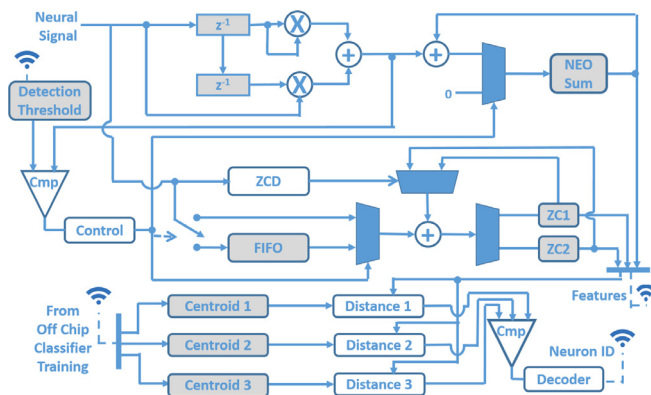 Neural
Signal
z-1
X
+
+
z-1
X
0
NEO
Sum
Detection
Threshold
Cmp
ZCD
Control
FIFO
+
ZC1
ZC2
Features
From
Off Chip
Classifier
Training
Centroid 1
Distance 1
Centroid 2
Distance 2
Centroid 3
Distance 3
Cmp
Neuron ID
Decoder